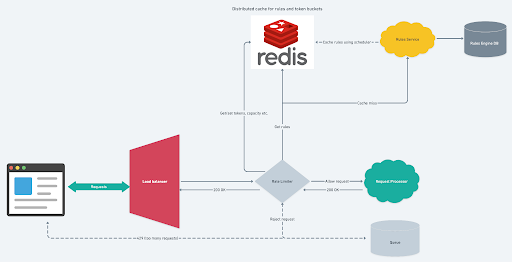 Distributed cache for rules and token buckets
redis
Cache rules using scheduler
Rules Service
Rules Engine DB
Get/set tokens, capacity etc.
Cache miss
Get rules
Requests
Load balancer
200 OK
Rate Limiter
Allow request
200 OK
Request Processor
Reject request
429 (too many requests)
Queue